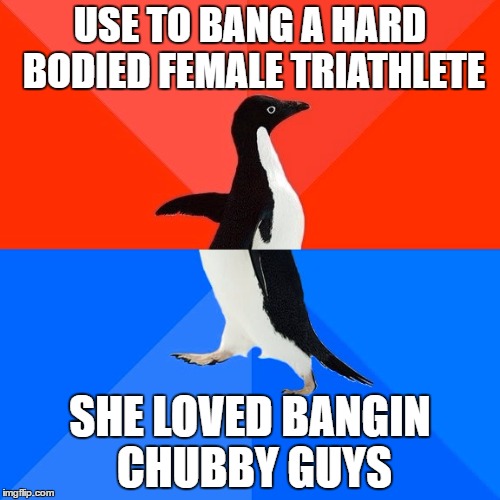 USE TO BANG A HARD
BODIED FEMALE TRIATHLETE
SHE LOVED BANGIN
CHUBBY GUYS
imgflip.com